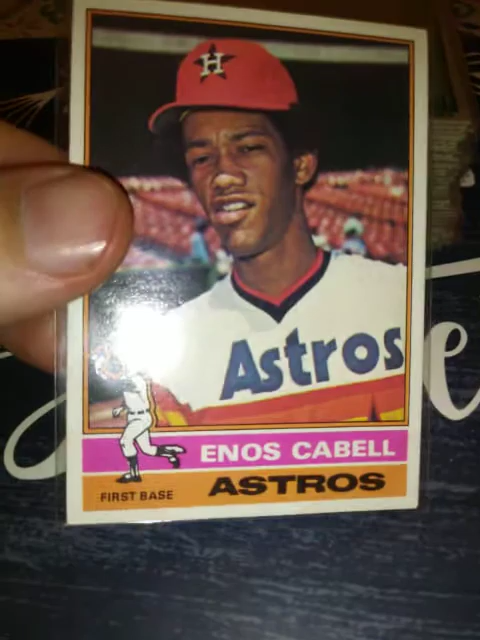 H
Astros
ENOS CABELL
FIRST BASE
ASTROS
e